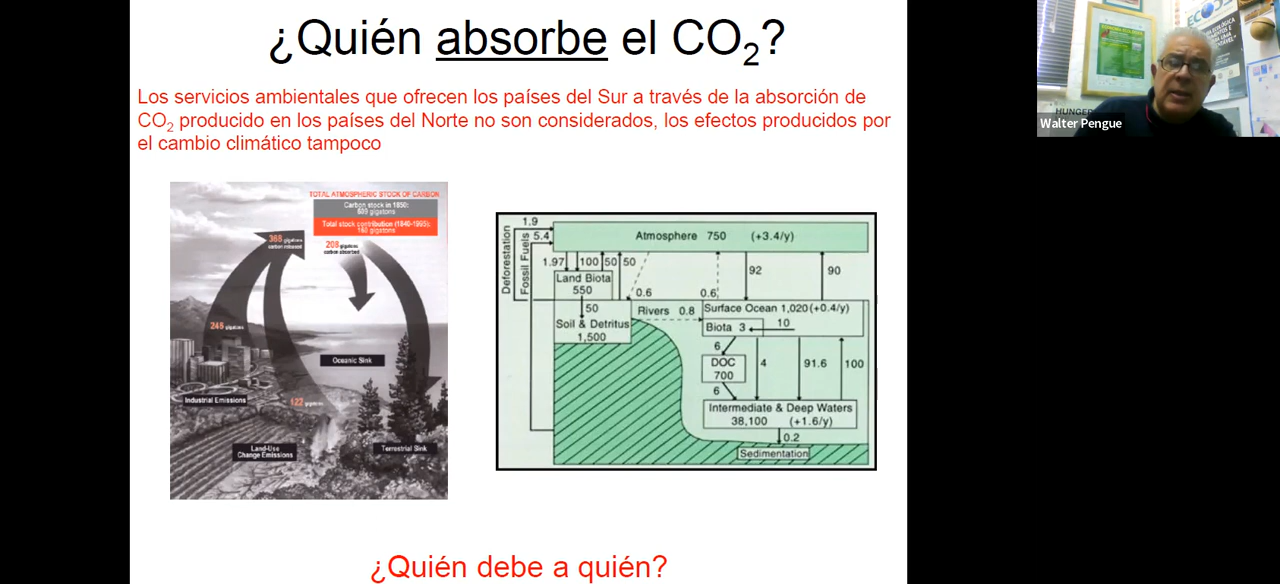 ¿Quién absorbe el CO₂?
Los servicios ambientales que ofrecen los países del Sur a través de la absorción de
CO₂ producido en los países del Norte no son considerados, los efectos producidos por
el cambio climático tampoco
TOTAL ATMOSPHERIC STOCK OF CARBON
Carbon stock in 1850:
gigatons
Total stock contribution (1840-1995):
160 gigatons
368 gigatons
carbon released
208 gigatons
carbon absorbed
246 gigatons
Oceanic Sink
Industrial Emissions
122 gigatons
Land-Use
Change Emissions
Terrestrial Sink
Deforestation
Fossil Fuels
1.9
5.4
Atmosphere 750 (+3.4/y)
1.97
100
50
50
92
90
Land Biota
550
0.6
0.6
50
Rivers 0.8
Surface Ocean 1,020 (+0.4/y)
Soil & Detritus
1,500
Biota 3
10
6
DOC
700
4
91.6
100
6
Intermediate & Deep Waters
38,100 (+1.6/y)
0.2
Sedimentation
¿Quién debe a quién?
ECO
HUNGER
Walter Pengue